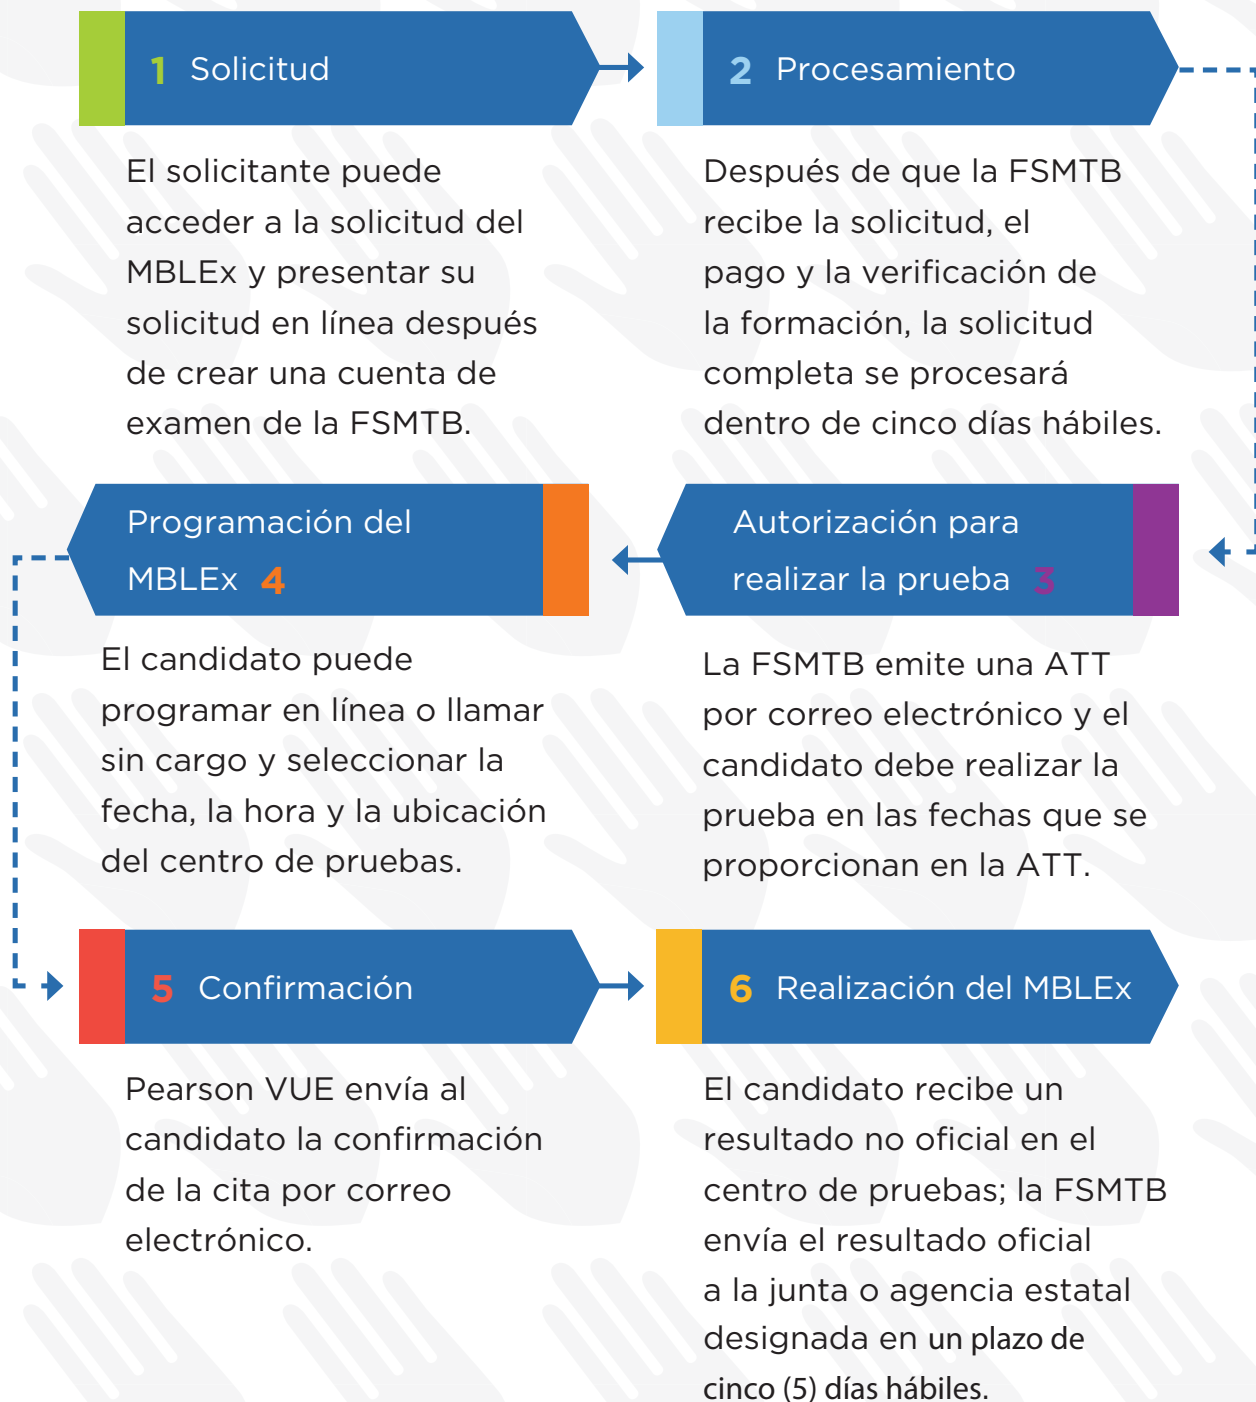 1 Solicitud
El solicitante puede
acceder a la solicitud del
MBLEx y presentar su
solicitud en línea después
de crear una cuenta de
examen de la FSMTB.
2 Procesamiento
Después de que la FSMTB
recibe la solicitud, el
pago y la verificación de
la formación, la solicitud
completa se procesará
dentro de cinco días hábiles.
Autorización para
realizar la prueba 3
La FSMTB emite una ATT
por correo electrónico y el
candidato debe realizar la
prueba en las fechas que se
proporcionan en la ATT.
Programación del
MBLEx 4
El candidato puede
programar en línea o llamar
sin cargo y seleccionar la
fecha, la hora y la ubicación
del centro de pruebas.
5 Confirmación
Pearson VUE envía al
candidato la confirmación
de la cita por correo
electrónico.
6 Realización del MBLEx
El candidato recibe un
resultado no oficial en el
centro de pruebas; la FSMTB
envía el resultado oficial
a la junta o agencia estatal
designada en un plazo de
cinco (5) días hábiles.